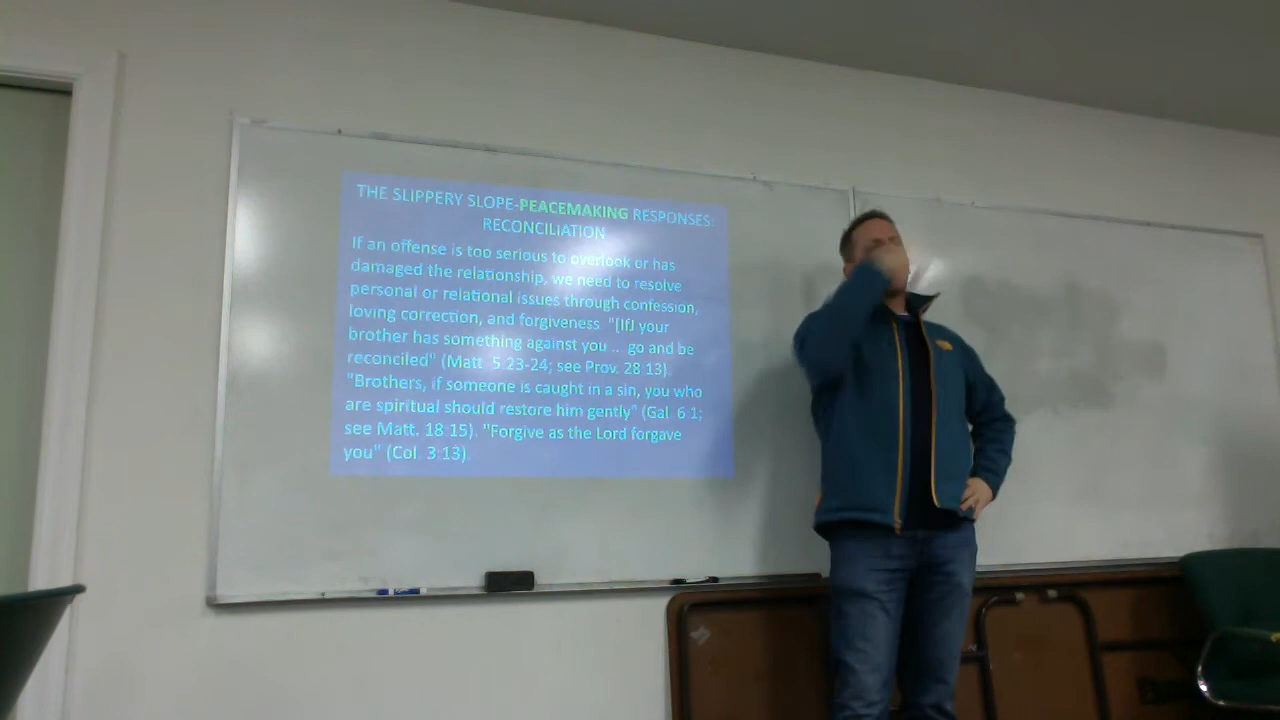 THE SLIPPERY SLOPE-PEACEMAKING RESPONSES:
RECONCILIATION
If an offense is too serious to overlook or has
damaged the relationship, we need to resolve
personal or relational issues through confession,
loving correction, and forgiveness "[If] your
brother has something against you .. go and be
reconciled" (Matt 5:23-24; see Prov. 28 13).
"Brothers, if someone is caught in a sin, you who
are spiritual should restore him gently" (Gal. 6:1;
see Matt. 18 15). "Forgive as the Lord forgave
you" (Col. 3:13).